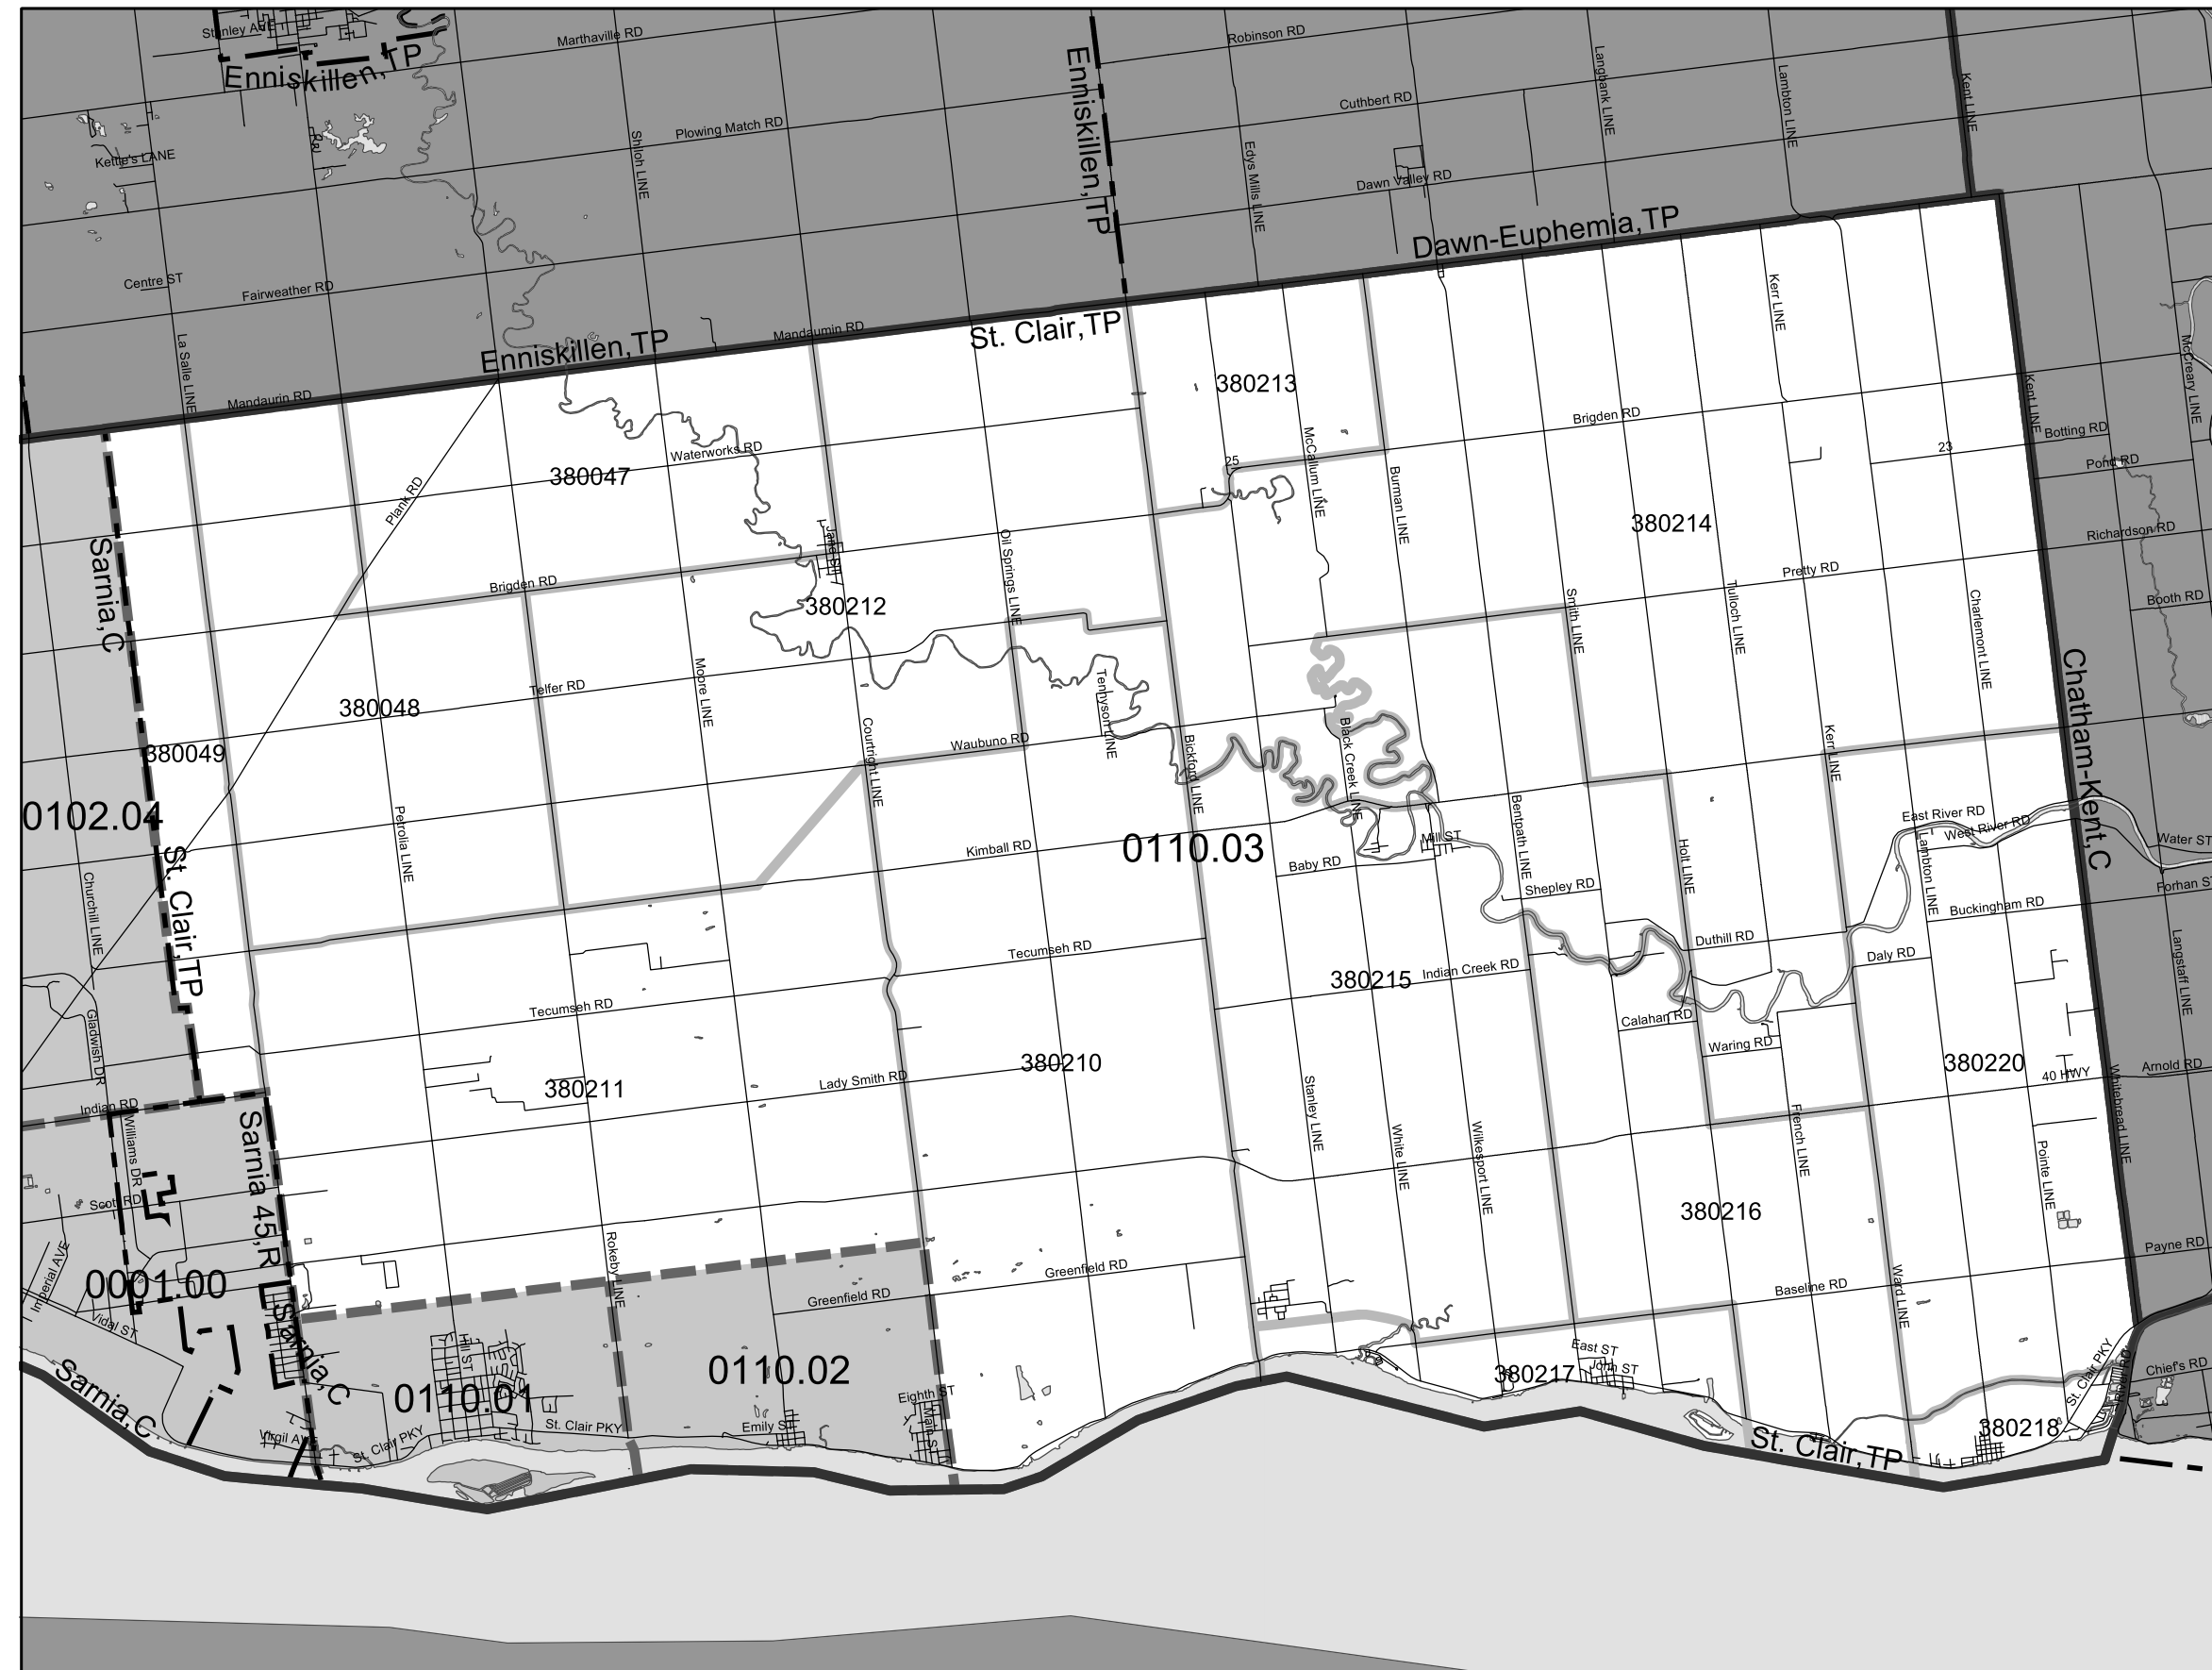 Stanley AVE
Marthaville RD
Robinson RD
Enniskillen,TP
Enniskillen,TP
Langbank LINE
Lambton LINE
Kent LINE
Cuthbert RD
Plowing Match RD
Shiloh LINE
Kettle's LANE
Edys Mills LINE
Dawn Valley RD
Dawn-Euphemia,TP
Centre ST
Fairweather RD
Kerr LINE
La Salle LINE
Mandaumin RD
St. Clair,TP
Enniskillen,TP
McCreary LINE
Mandaurin RD
380213
Kent LINE
Brigden RD
Botting RD
23
25
Pond RD
McCallum LINE
Waterworks RD
380047
Burman LINE
Plank RD
380214
Richardson RD
Sarnia,C
Jane ST
Oil Springs LINE
Brigden RD
Pretty RD
Booth RD
380212
Smith LINE
Tulloch LINE
Charlemont LINE
Telfer RD
Moore LINE
380048
Tennyson LINE
Chatham-Kent,C
380049
Courtright LINE
Waubuno RD
Bickford LINE
Black Creek LINE
Kerr LINE
0102.04
Petrolia LINE
Bentpath LINE
East River RD
West River RD
Water ST
Mill ST
0110.03
Kimball RD
Baby RD
Holt LINE
Lambton LINE
St. Clair,TP
Churchill LINE
Shepley RD
Forhan ST
Buckingham RD
Tecumseh RD
Duthill RD
Langstaff LINE
Daly RD
Indian Creek RD
380215
Tecumseh RD
Calahan RD
Gladwish DR
Waring RD
380210
380220
Arnold RD
40 HWY
380211
Lady Smith RD
Stanley LINE
Whitebread LINE
Indian RD
Williams DR
Sarnia 45,R
French LINE
White LINE
Wilkesport LINE
Pointe LINE
Scott RD
380216
Rokeby LINE
Imperial AVE
Payne RD
0001.00
Greenfield RD
Greenfield RD
Baseline RD
Ward LINE
Vidal ST
Sarnia,C
Hill ST
East ST
John ST
St. Clair PKY
River RD
Chief's RD
Sarnia,C
0110.01
0110.02
380217
Eighth ST
Main ST
Emily ST
St. Clair PKY
St. Clair PKY
Virgil AVE
380218
St. Clair,TP